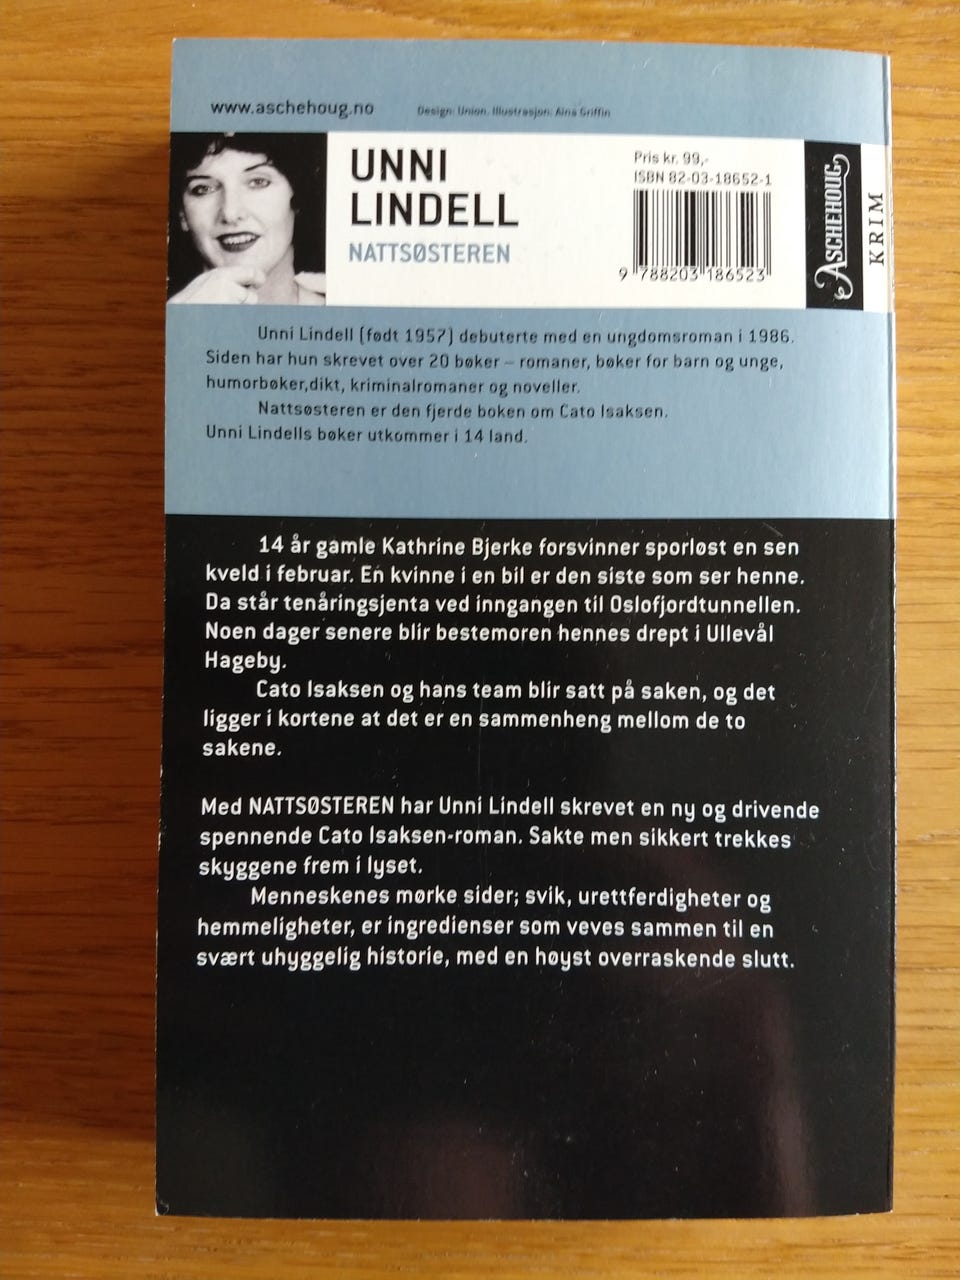 www.aschehoug.no
Design: Union. Illustrasjon: Aina Griffin
UNNI
LINDELL
NATTSØSTEREN
Pris kr. 99,-
ISBN 82-03-18652-1
9 788203 186523
ASCHEHOUG
KRIM
Unni Lindell (født 1957) debuterte med en ungdomsroman i 1986.
Siden har hun skrevet over 20 bøker – romaner, bøker for barn og unge,
humorbøker,dikt, kriminalromaner og noveller.
Nattsøsteren er den fjerde boken om Cato Isaksen.
Unni Lindells bøker utkommer i 14 land.
14 år gamle Kathrine Bjerke forsvinner sporløst en sen
kveld i februar. En kvinne i en bil er den siste som ser henne.
Da står tenåringsjenta ved inngangen til Oslofjordtunnellen.
Noen dager senere blir bestemoren hennes drept i Ullevål
Hageby.
Cato Isaksen og hans team blir satt på saken, og det
ligger i kortene at det er en sammenheng mellom de to
sakene.
Med NATTSØSTEREN har Unni Lindell skrevet en ny og drivende
spennende Cato Isaksen-roman. Sakte men sikkert trekkes
skyggene frem i lyset.
Menneskenes mørke sider; svik, urettferdigheter og
hemmeligheter, er ingredienser som veves sammen til en
svært uhyggelig historie, med en høyst overraskende slutt.